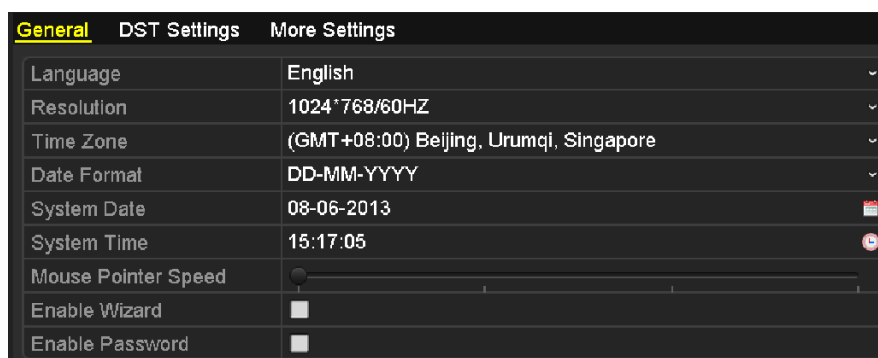 General DST Settings More Settings
Language English
Resolution 1024*768/60HZ
Time Zone (GMT+08:00) Beijing, Urumqi, Singapore
Date Format DD-MM-YYYY
System Date 08-06-2013
System Time 15:17:05
Mouse Pointer Speed
Enable Wizard
Enable Password